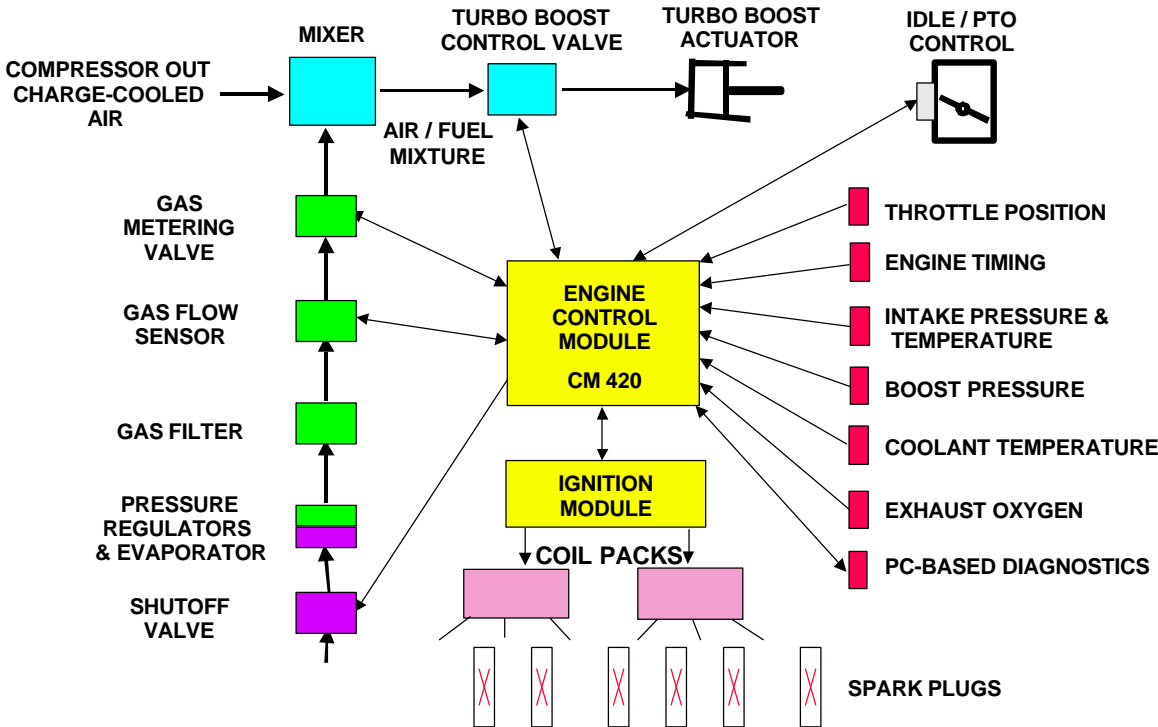 MIXER
TURBO BOOST
CONTROL VALVE
TURBO BOOST
ACTUATOR
IDLE / PTO
CONTROL
COMPRESSOR OUT
CHARGE-COOLED
AIR
AIR / FUEL
MIXTURE
GAS
METERING
VALVE
GAS FLOW
SENSOR
GAS FILTER
PRESSURE
REGULATORS
& EVAPORATOR
SHUTOFF
VALVE
ENGINE
CONTROL
MODULE
CM 420
IGNITION
MODULE
COIL PACKS
THROTTLE POSITION
ENGINE TIMING
INTAKE PRESSURE &
TEMPERATURE
BOOST PRESSURE
COOLANT TEMPERATURE
EXHAUST OXYGEN
PC-BASED DIAGNOSTICS
SPARK PLUGS